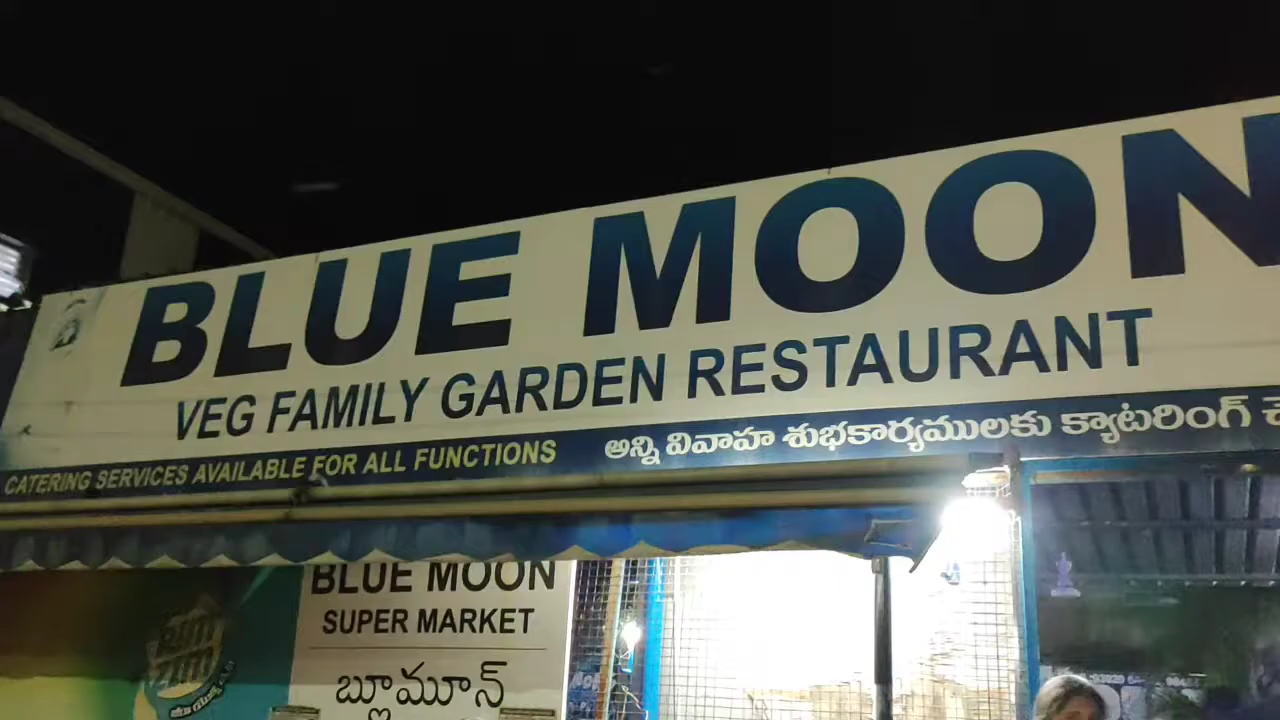 BLUE MOON
VEG FAMILY GARDEN RESTAURANT
CATERING SERVICES AVAILABLE FOR ALL FUNCTIONS
అన్ని వివాహ శుభకార్యములకు క్యాటరింగ్
BLUE MOON
SUPER MARKET
బ్లూమూన్